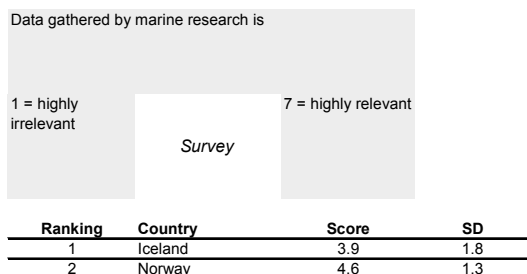 Data gathered by marine research is
1 = highly
irrelevant
7 = highly relevant
Survey
Ranking Country Score SD
1 Iceland 3.9 1.8
2 Norway 4.6 1.3